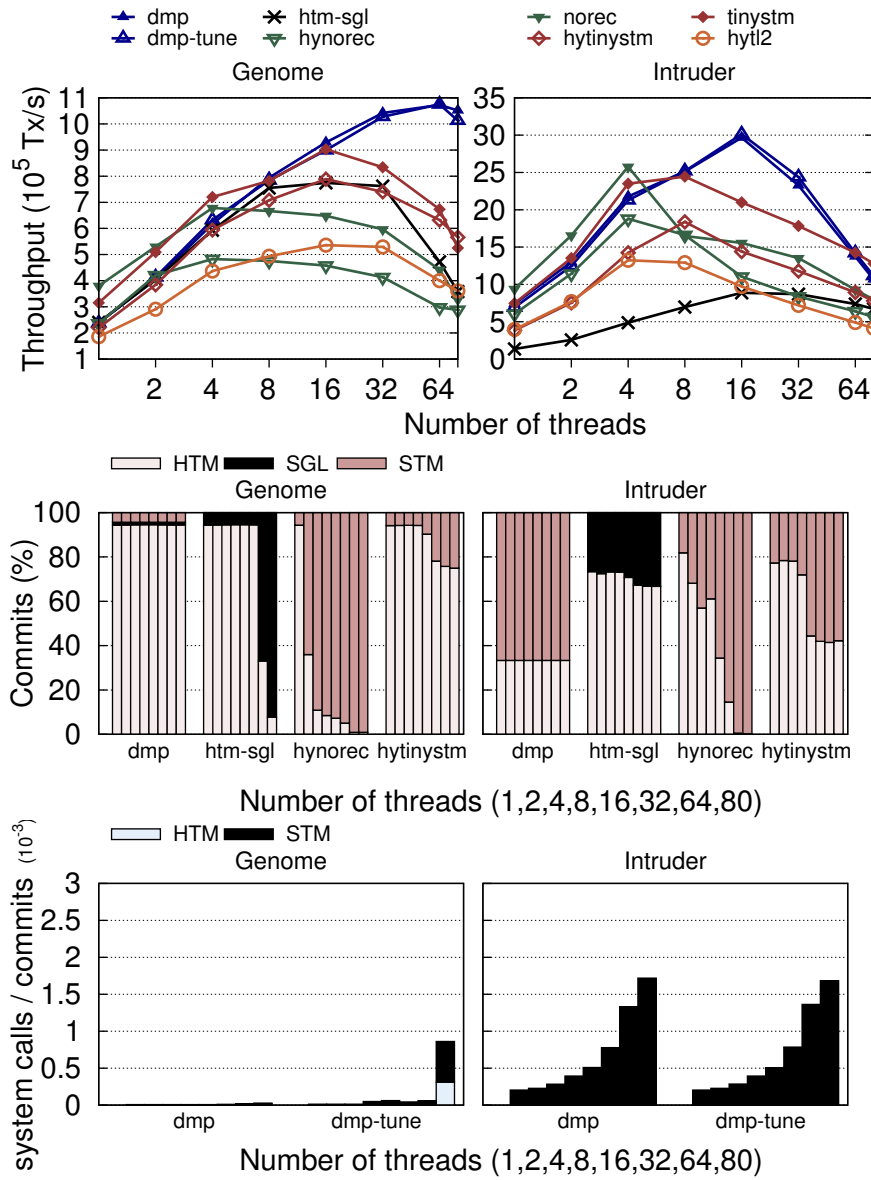 dmp htm-sgl norec tinystm
dmp-tune hynorec hytinystm hytl2
Genome Intruder
Throughput (10^5 Tx/s)
11
10
9
8
7
6
5
4
3
2
1
2 4 8 16 32 64
35
30
25
20
15
10
5
0
2 4 8 16 32 64
Number of threads
HTM SGL STM
Genome Intruder
Commits (%)
100
80
60
40
20
0
dmp htm-sgl hynorec hytinystm dmp htm-sgl hynorec hytinystm
Number of threads (1,2,4,8,16,32,64,80)
HTM STM
Genome Intruder
system calls / commits (10^-3)
3
2.5
2
1.5
1
0.5
0
dmp dmp-tune dmp dmp-tune
Number of threads (1,2,4,8,16,32,64,80)